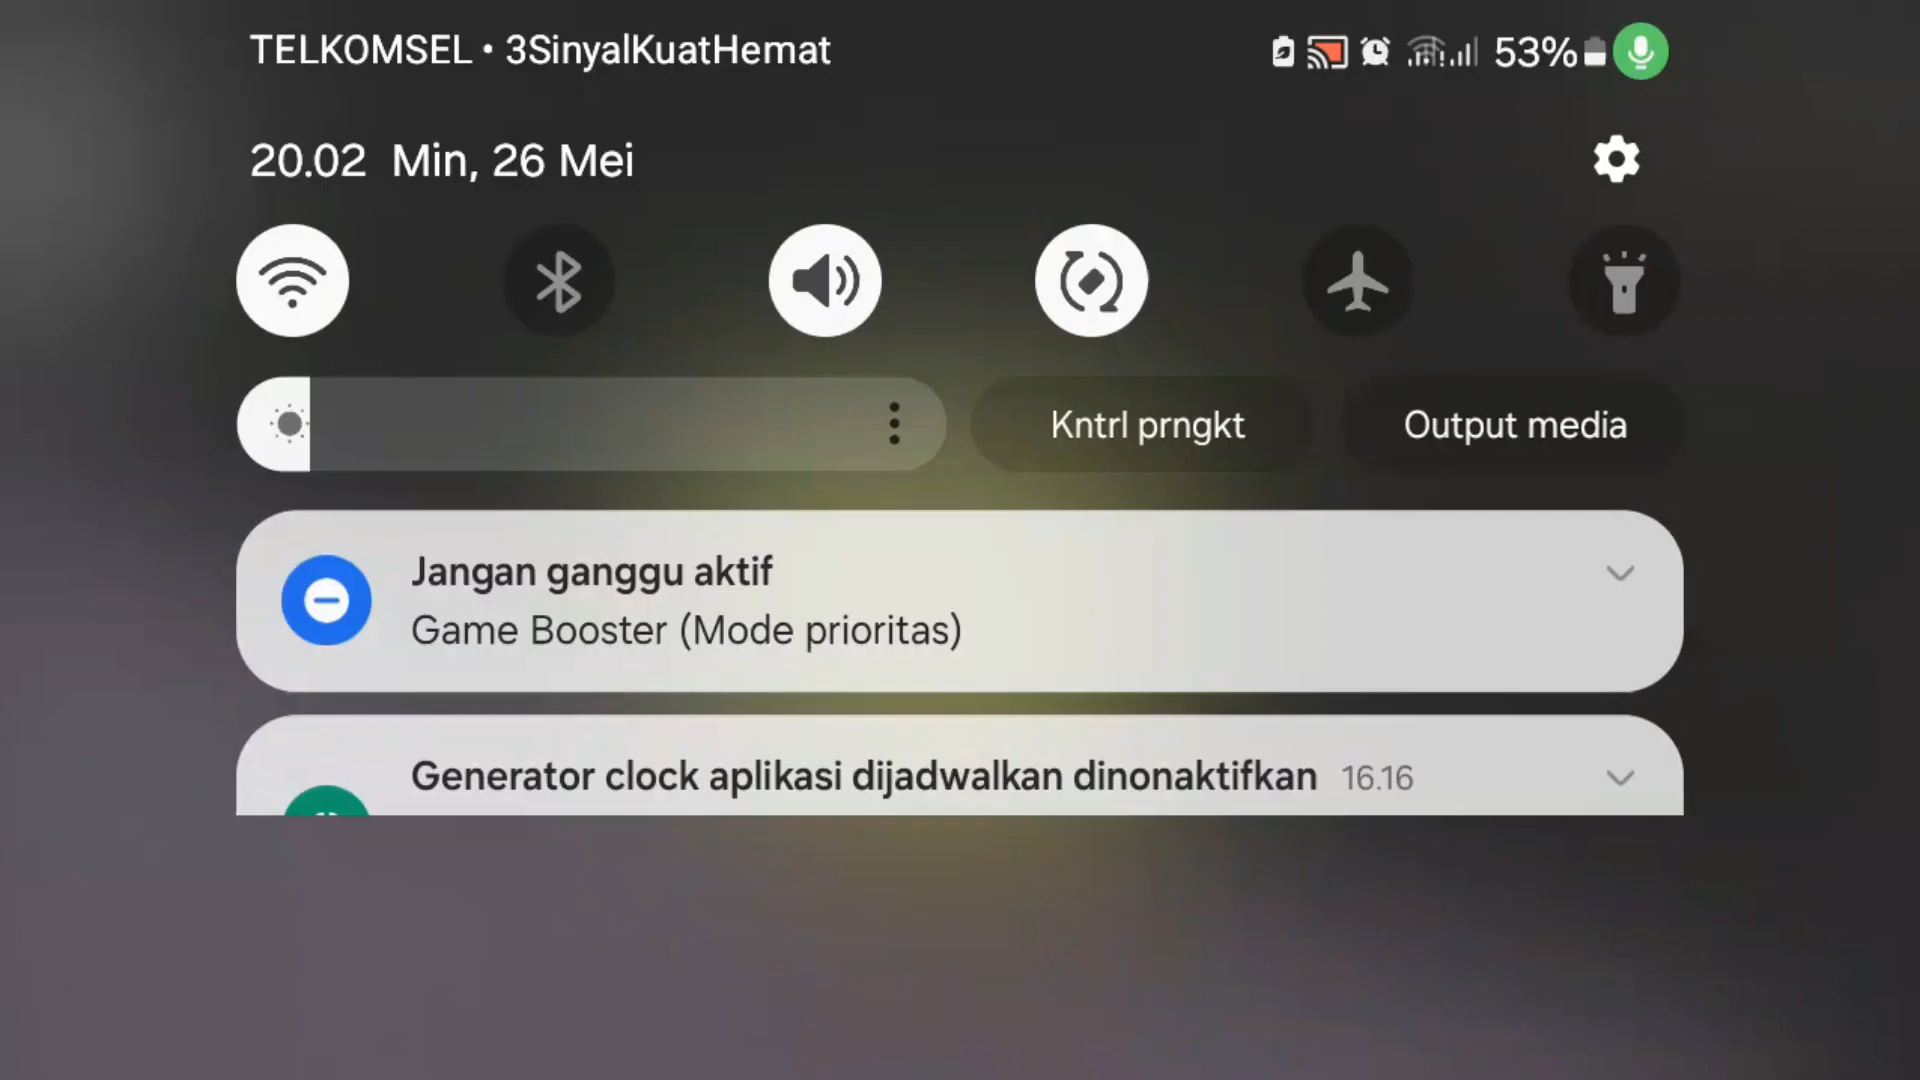 TELKOMSEL • 3SinyalKuatHemat
53%
20.02 Min, 26 Mei
Kntrl prngkt
Output media
Jangan ganggu aktif
Game Booster (Mode prioritas)
Generator clock aplikasi dijadwalkan dinonaktifkan 16.16